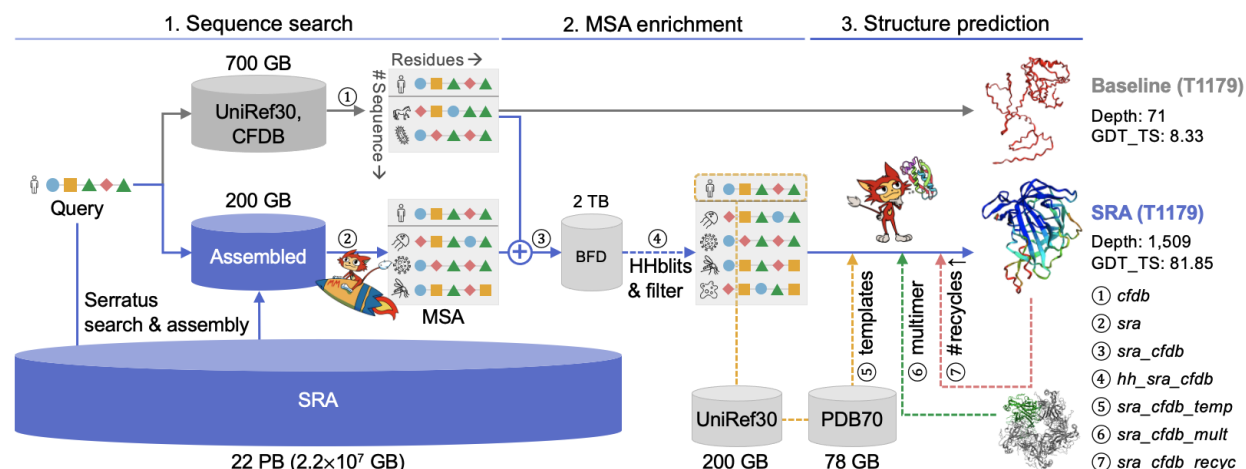 1. Sequence search
2. MSA enrichment
3. Structure prediction
700 GB
UniRef30,
CFDB
①
Residues →
#Sequence →
Baseline (T1179)
Depth: 71
GDT_TS: 8.33
Query
200 GB
Assembled
②
MSA
③
2 TB
BFD
④
HHblits
& filter
SRA (T1179)
Depth: 1,509
GDT_TS: 81.85
Serratus
search & assembly
SRA
22 PB (2.2×10⁷ GB)
UniRef30
200 GB
PDB70
78 GB
⑤ templates
⑥ multimer
⑦ #recycles↑
① cfdb
② sra
③ sra_cfdb
④ hh_sra_cfdb
⑤ sra_cfdb_temp
⑥ sra_cfdb_mult
⑦ sra_cfdb_recyc